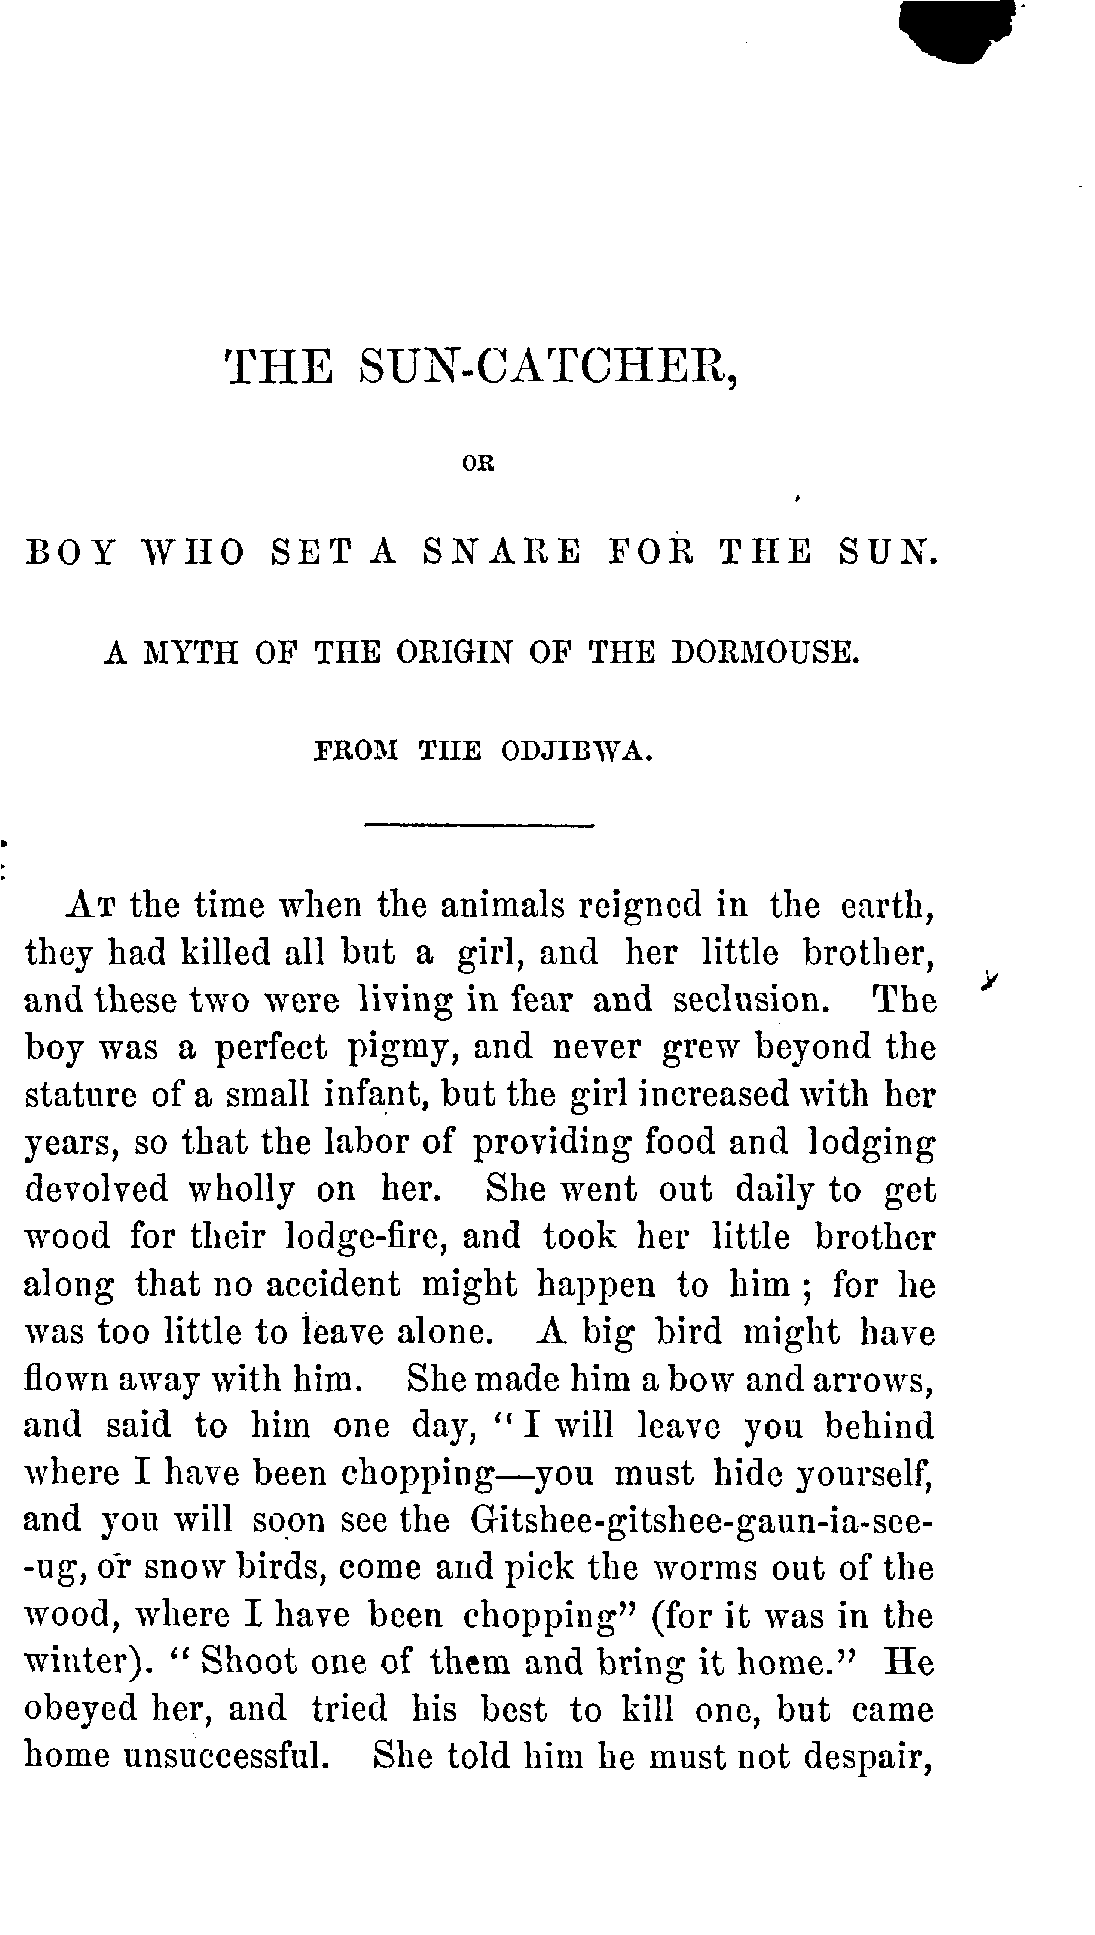 THE SUN-CATCHER,
OR
BOY WHO SET A SNARE FOR THE SUN.
A MYTH OF THE ORIGIN OF THE DORMOUSE.
FROM THE ODJIBWA.
At the time when the animals reigned in the earth,
they had killed all but a girl, and her little brother,
and these two were living in fear and seclusion. The
boy was a perfect pigmy, and never grew beyond the
stature of a small infant, but the girl increased with her
years, so that the labor of providing food and lodging
devolved wholly on her. She went out daily to get
wood for their lodge-fire, and took her little brother
along that no accident might happen to him ; for he
was too little to leave alone. A big bird might have
flown away with him. She made him a bow and arrows,
and said to him one day, “ I will leave you behind
where I have been chopping—you must hide yourself,
and you will soon see the Gitshee-gitshee-gaun-ia-see-
-ug, or snow birds, come and pick the worms out of the
wood, where I have been chopping” (for it was in the
winter). “ Shoot one of them and bring it home.” He
obeyed her, and tried his best to kill one, but came
home unsuccessful. She told him he must not despair,